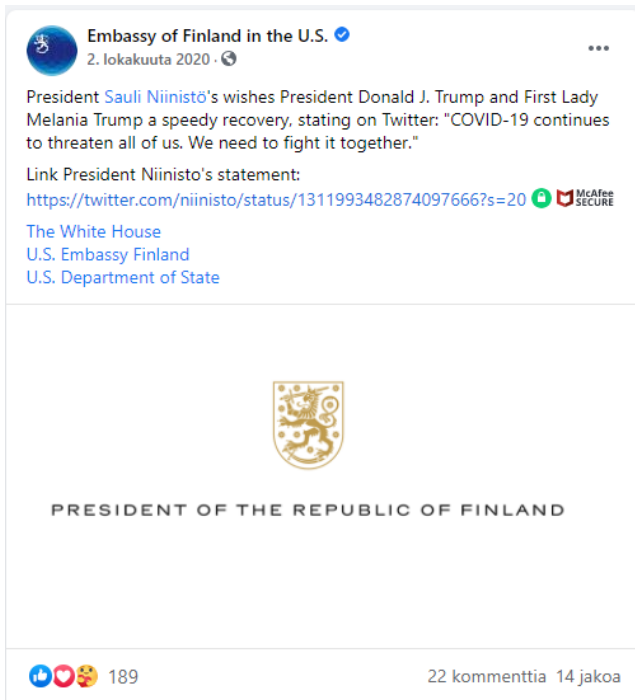 Embassy of Finland in the U.S.
2. lokakuuta 2020 ·
President Sauli Niinistö's wishes President Donald J. Trump and First Lady
Melania Trump a speedy recovery, stating on Twitter: "COVID-19 continues
to threaten all of us. We need to fight it together."
Link President Niinisto's statement:
https://twitter.com/niinisto/status/1311993482874097666?s=20 McAfee SECURE
The White House
U.S. Embassy Finland
U.S. Department of State
PRESIDENT OF THE REPUBLIC OF FINLAND
189 22 kommenttia 14 jakoa